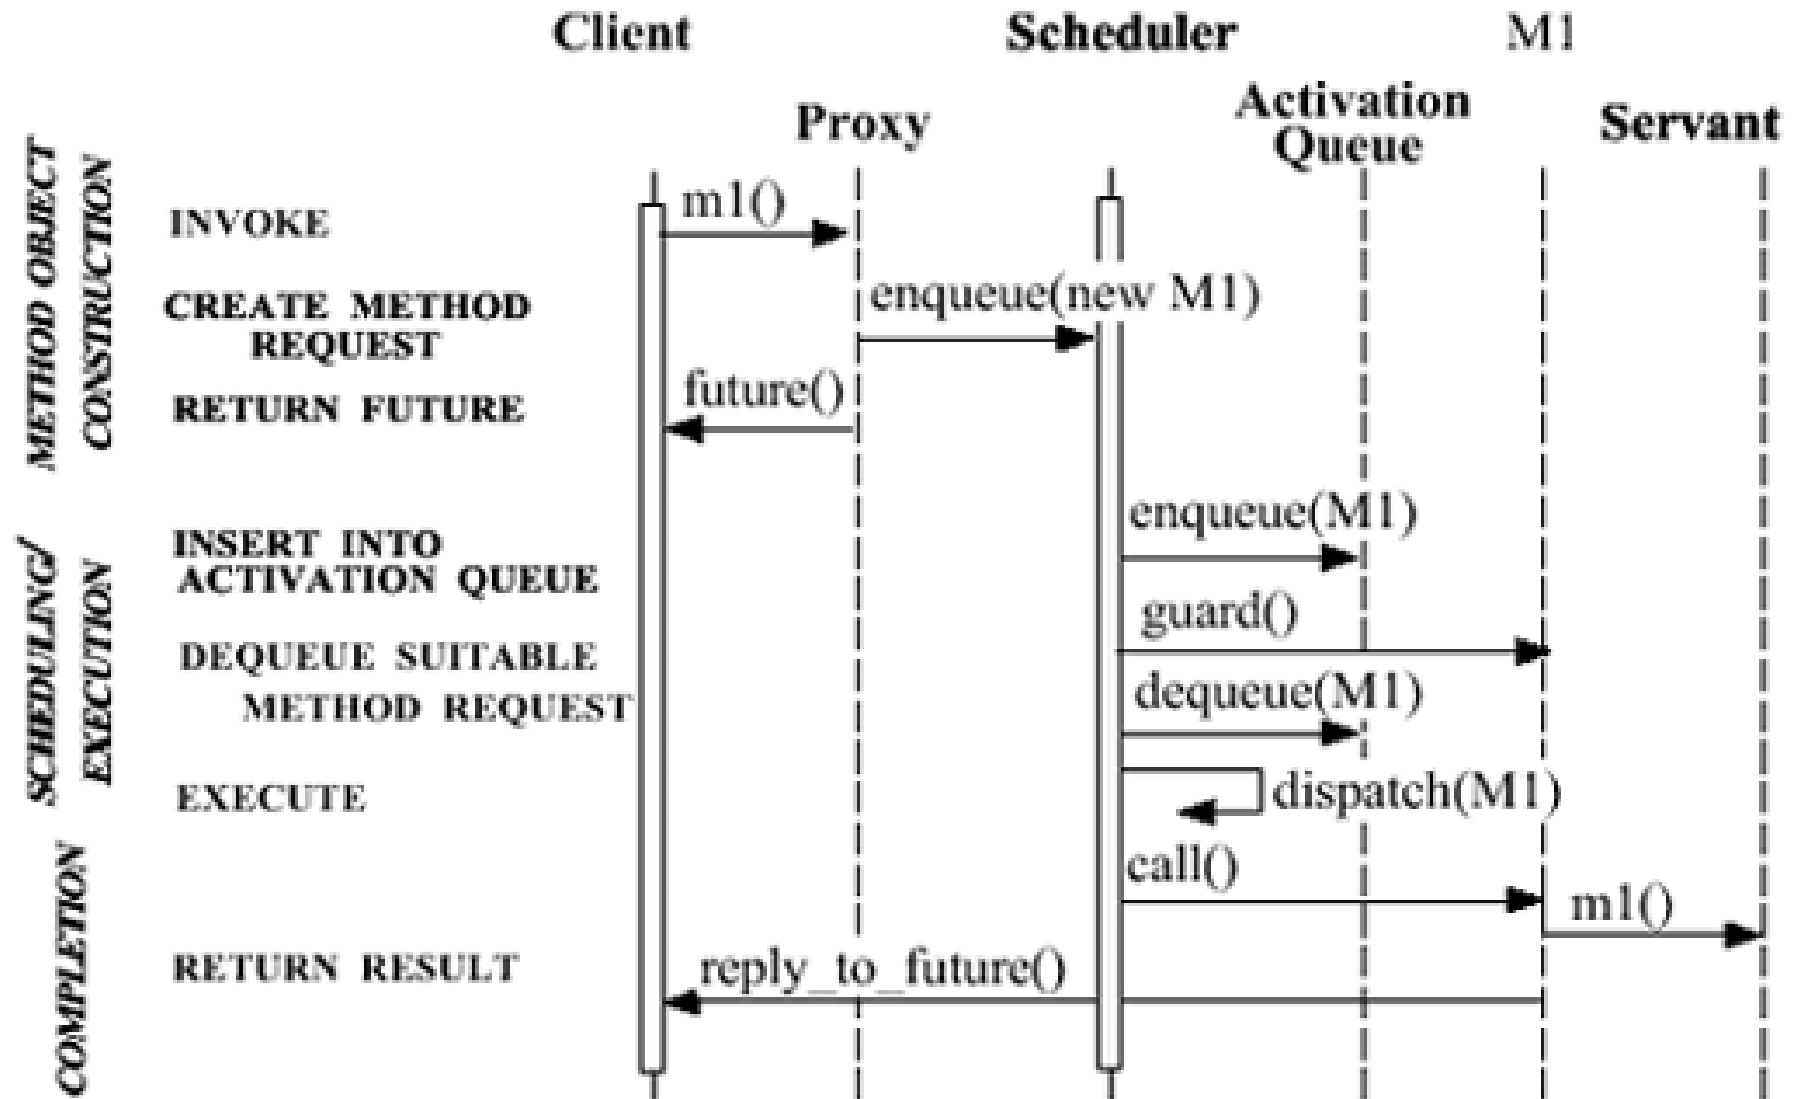 Client
Scheduler
M1
Proxy
Activation
Queue
Servant
METHOD OBJECT
CONSTRUCTION
INVOKE
m1()
CREATE METHOD
REQUEST
enqueue(new M1)
RETURN FUTURE
future()
SCHEDULING/
EXECUTION
INSERT INTO
ACTIVATION QUEUE
enqueue(M1)
guard()
DEQUEUE SUITABLE
METHOD REQUEST
dequeue(M1)
EXECUTE
dispatch(M1)
COMPLETION
call()
m1()
RETURN RESULT
reply_to_future()